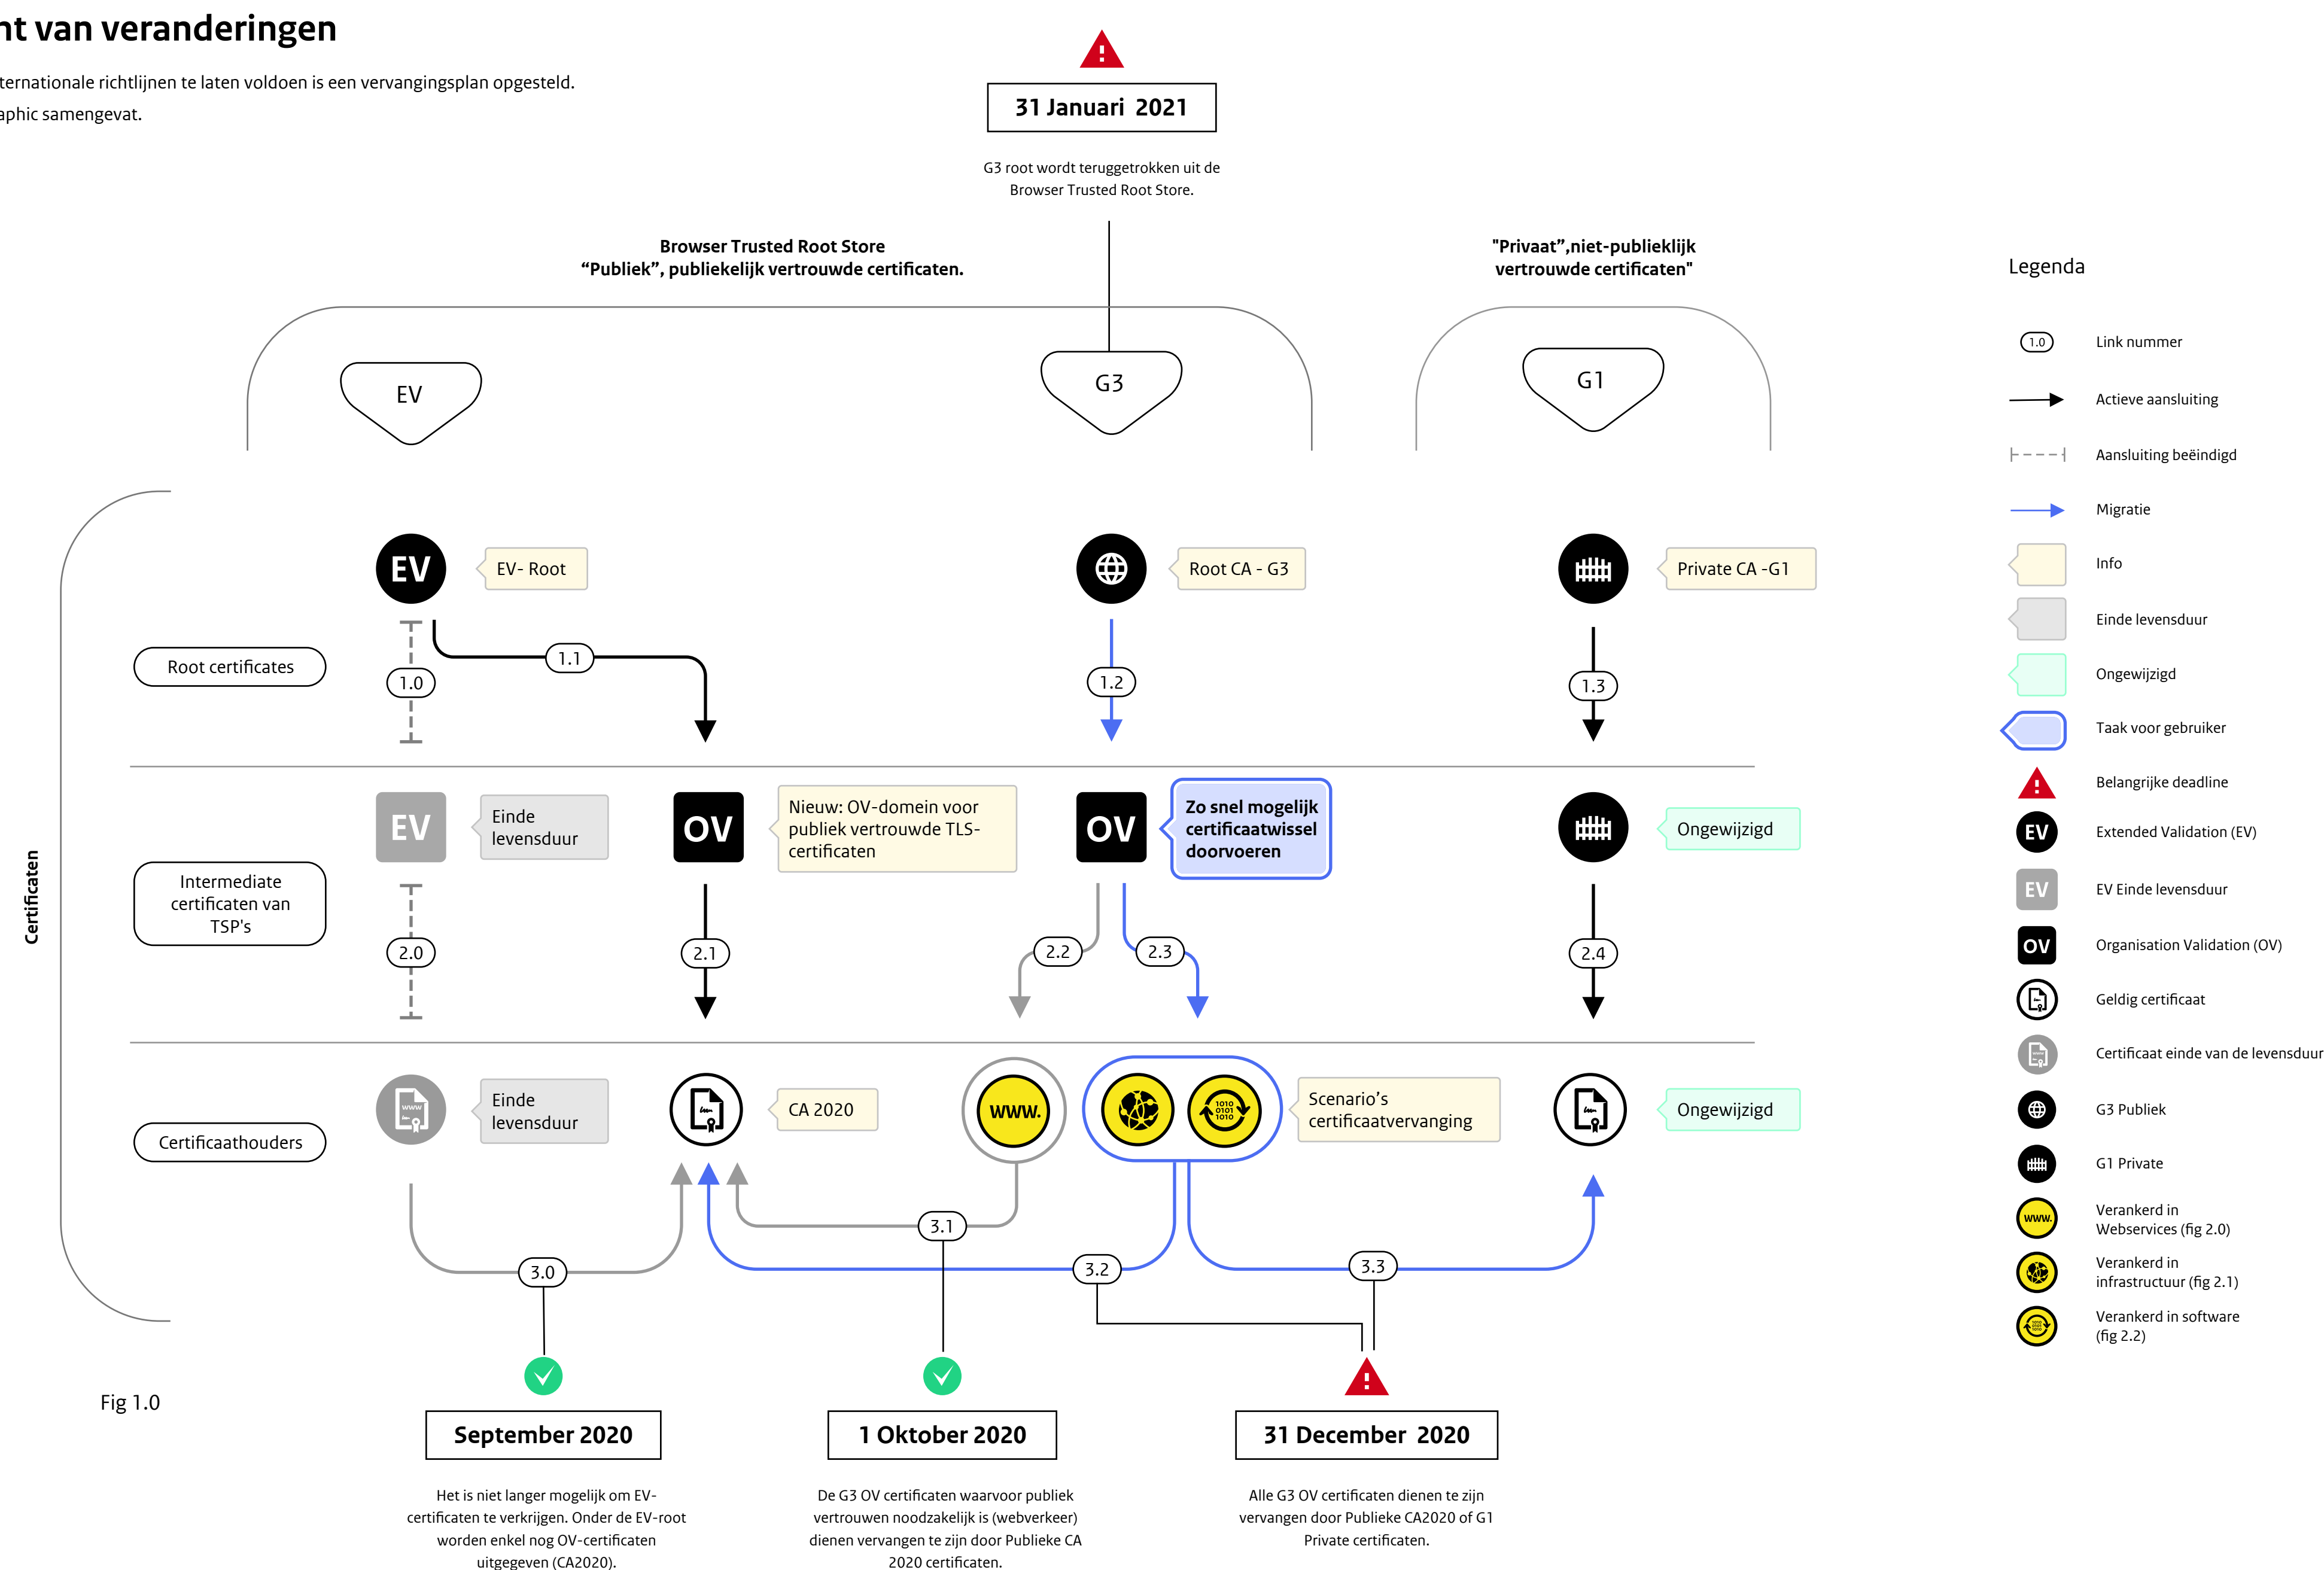 nt van veranderingen
ternationale richtlijnen te laten voldoen is een vervangingsplan opgesteld.
aphic samengevat.
31 Januari 2021
G3 root wordt teruggetrokken uit de
Browser Trusted Root Store.
Browser Trusted Root Store
“Publiek”, publiekelijk vertrouwde certificaten.
"Privaat”,niet-publieklijk
vertrouwde certificaten"
EV
G3
G1
Certificaten
EV
EV- Root
Root CA - G3
Private CA -G1
Root certificates
1.0
1.1
1.2
1.3
Intermediate
certificaten van
TSP's
EV
Einde
levensduur
OV
Nieuw: OV-domein voor
publiek vertrouwde TLS-
certificaten
OV
Zo snel mogelijk
certificaatwissel
doorvoeren
Ongewijzigd
2.0
2.1
2.2
2.3
2.4
Certificaathouders
www
Einde
levensduur
CA 2020
www.
1010
0101
1010
Scenario’s
certificaatvervanging
Ongewijzigd
3.0
3.1
3.2
3.3
Fig 1.0
September 2020
Het is niet langer mogelijk om EV-
certificaten te verkrijgen. Onder de EV-root
worden enkel nog OV-certificaten
uitgegeven (CA2020).
1 Oktober 2020
De G3 OV certificaten waarvoor publiek
vertrouwen noodzakelijk is (webverkeer)
dienen vervangen te zijn door Publieke CA
2020 certificaten.
31 December 2020
Alle G3 OV certificaten dienen te zijn
vervangen door Publieke CA2020 of G1
Private certificaten.
Legenda
1.0 Link nummer
Actieve aansluiting
Aansluiting beëindigd
Migratie
Info
Einde levensduur
Ongewijzigd
Taak voor gebruiker
Belangrijke deadline
EV Extended Validation (EV)
EV EV Einde levensduur
OV Organisation Validation (OV)
Geldig certificaat
Certificaat einde van de levensduur
G3 Publiek
G1 Private
www. Verankerd in
Webservices (fig 2.0)
Verankerd in
infrastructuur (fig 2.1)
Verankerd in software
(fig 2.2)